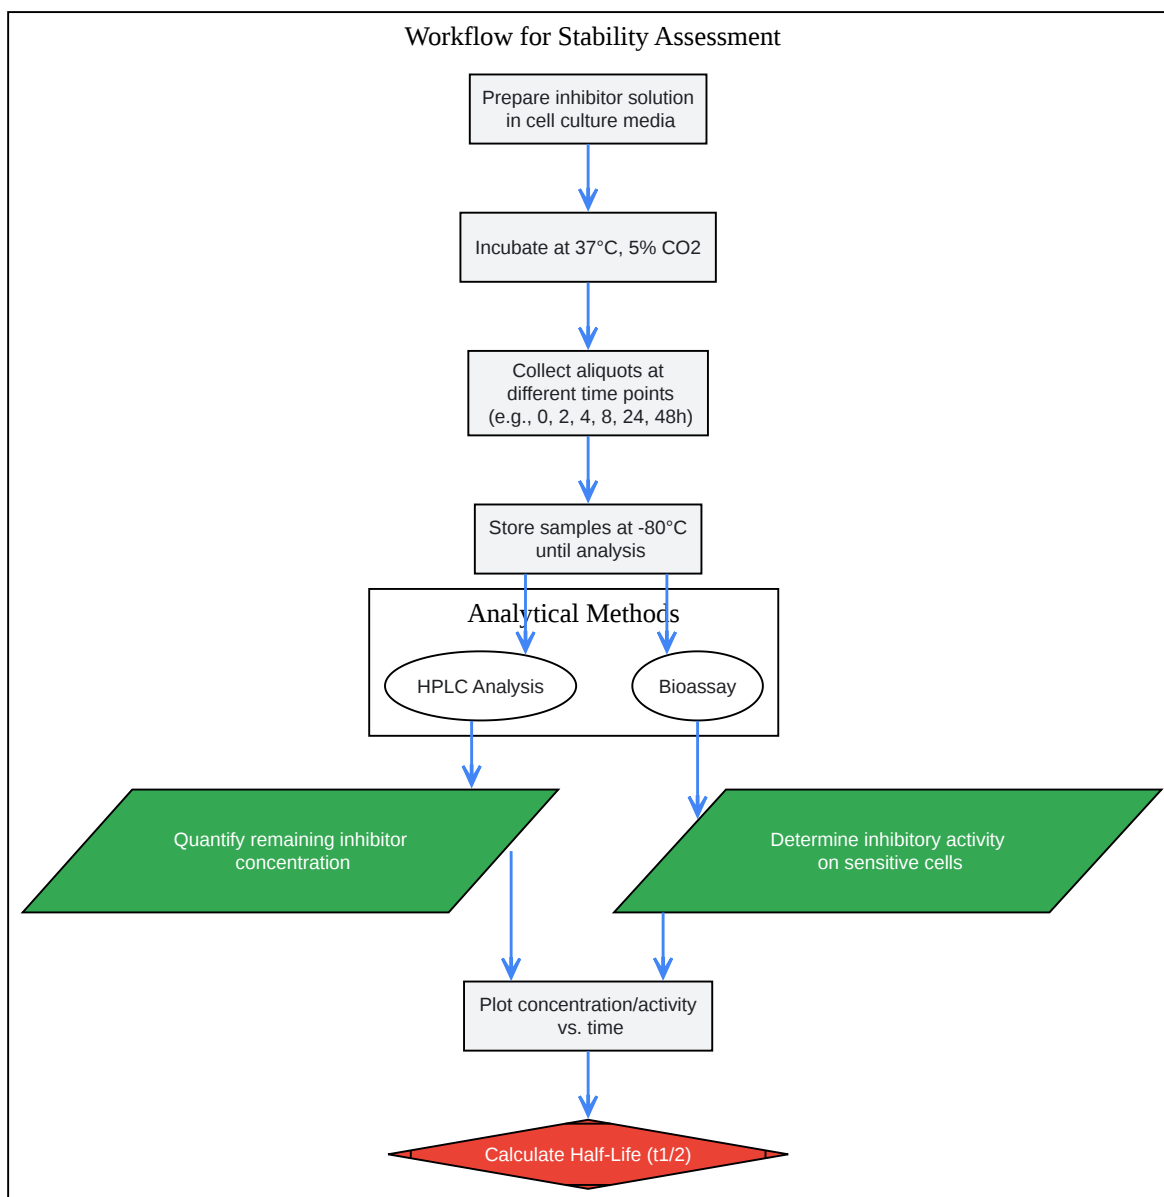 Workflow for Stability Assessment
Prepare inhibitor solution
in cell culture media
Incubate at 37°C, 5% CO2
Collect aliquots at
different time points
(e.g., 0, 2, 4, 8, 24, 48h)
Store samples at -80°C
until analysis
Analytical Methods
HPLC Analysis
Bioassay
Quantify remaining inhibitor
concentration
Determine inhibitory activity
on sensitive cells
Plot concentration/activity
vs. time
Calculate Half-Life (t1/2)